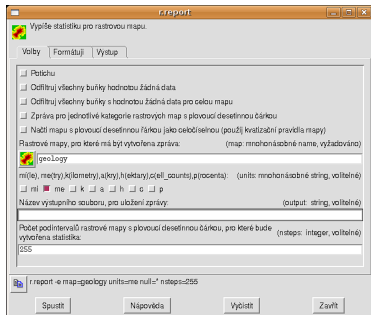 r.report
Vypíše statistiku pro rastrovou mapu.
Volby Formátují Výstup
Potichu
Odfiltruj všechny buňky hodnotou žádná data
Odfiltruj všechny buňky s hodnotou žádná data pro celou mapu
Zpráva pro jednotlivé kategorie rastrových map s plovoucí desetinnou čárkou
Načti mapu s plovoucí desetinnou řárkou jako celočíselnou (použij kvatizační pravidla mapy)
Rastrové mapy, pro které má být vytvořena zpráva: (map: mnohonásobné name, vyžadováno)
geology
mi(le), me(try),k(ilometry),a(kry),h(ektary),c(ell_counts),p(rocenta): (units: mnohonásobné string, volitelné)
mi me k a h c p
Název výstupního souboru, pro uložení zprávy: (output: string, volitelné)
Počet podintervalů rastrové mapy s plovoucí desetinnou čárkou, pro které bude (nsteps: integer, volitelné)
vytvořena statistika:
255
r.report -e map=geology units=me null=* nsteps=255
Spustit Nápověda Vyčistit Zavřít